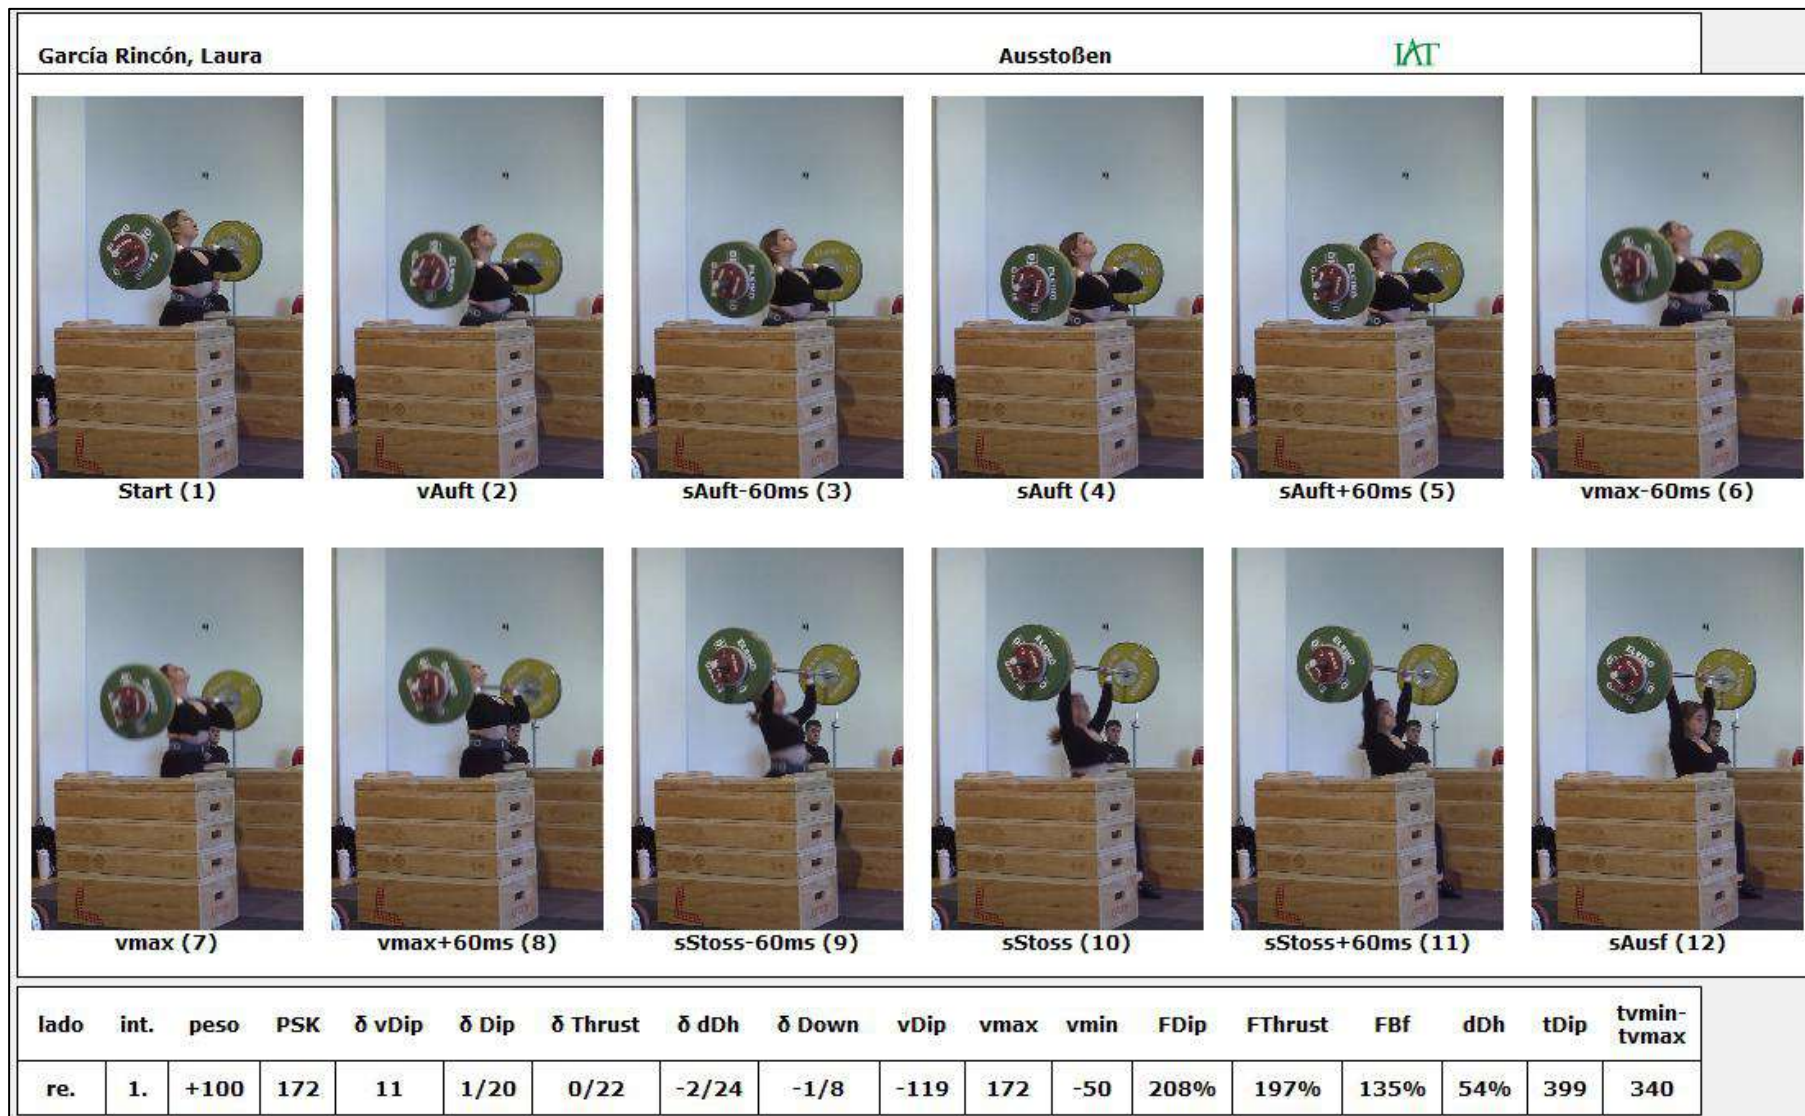 García Rincón, Laura Ausstoßen IAT
Start (1) vAuft (2) sAuft-60ms (3) sAuft (4) sAuft+60ms (5) vmax-60ms (6)
vmax (7) vmax+60ms (8) sStoss-60ms (9) sStoss (10) sStoss+60ms (11) sAusf (12)
lado int. peso PSK δ vDip δ Dip δ Thrust δ dDh δ Down vDip vmax vmin FDip FThrust FBf dDh tDip tvmin-
tvmax
re. 1. +100 172 11 1/20 0/22 -2/24 -1/8 -119 172 -50 208% 197% 135% 54% 399 340